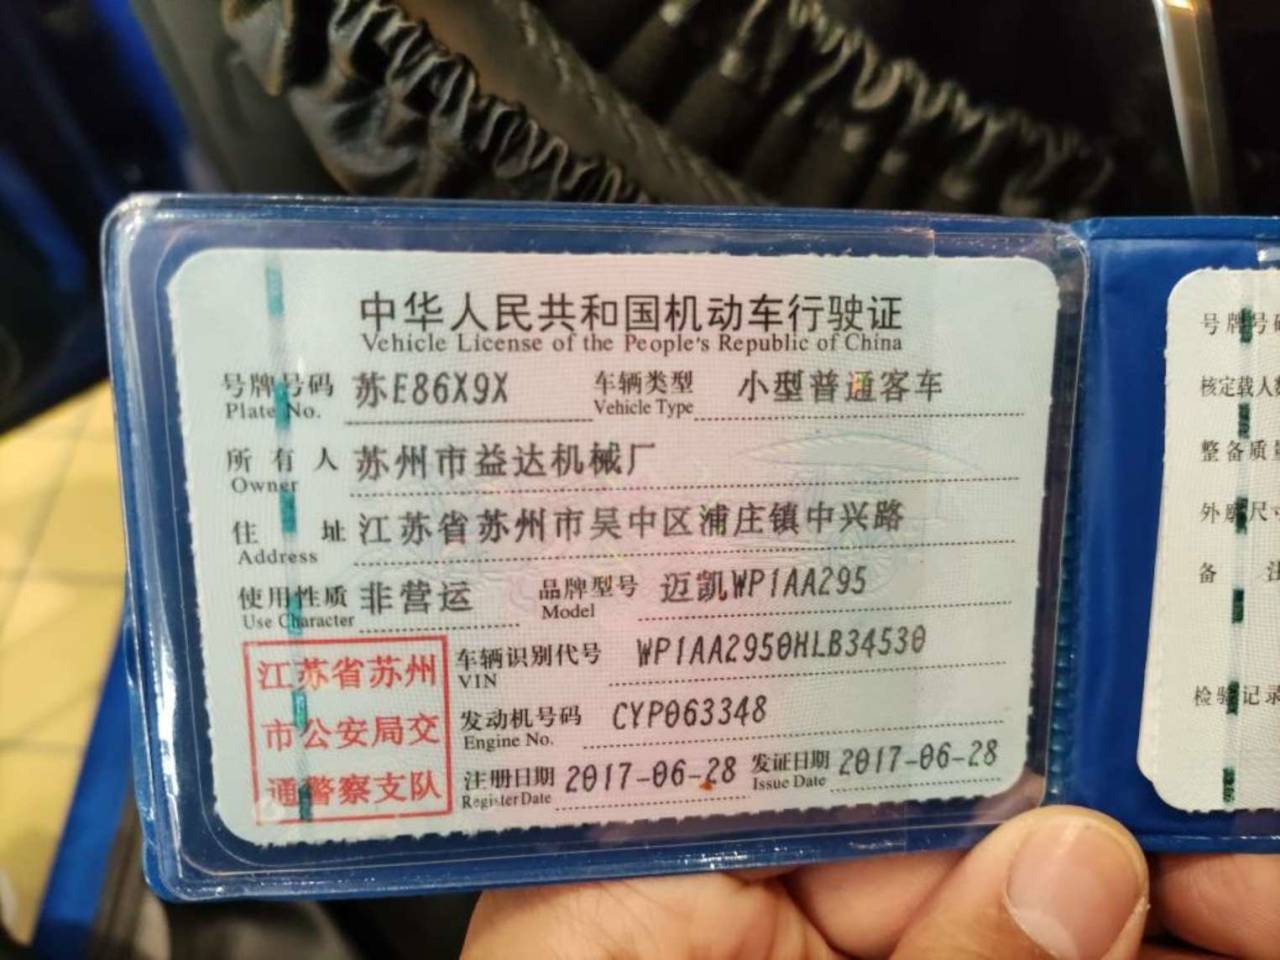 中华人民共和国机动车行驶证
Vehicle License of the People's Republic of China
号牌号码 苏E86X9X 车辆类型 小型普通客车
Plate No. Vehicle Type
所有人 苏州市益达机械厂
Owner
住址 江苏省苏州市吴中区浦庄镇中兴路
Address
使用性质 非营运 品牌型号 迈凯WP1AA295
Use Character Model
车辆识别代号 WP1AA2950HLB34530
VIN
发动机号码 CYP063348
Engine No.
注册日期 2017-06-28 发证日期 2017-06-28
Register Date Issue Date
江苏省苏州
市公安局交
通警察支队
号牌号码
核定载人数
整备质量
外廓尺寸
备注
检验记录